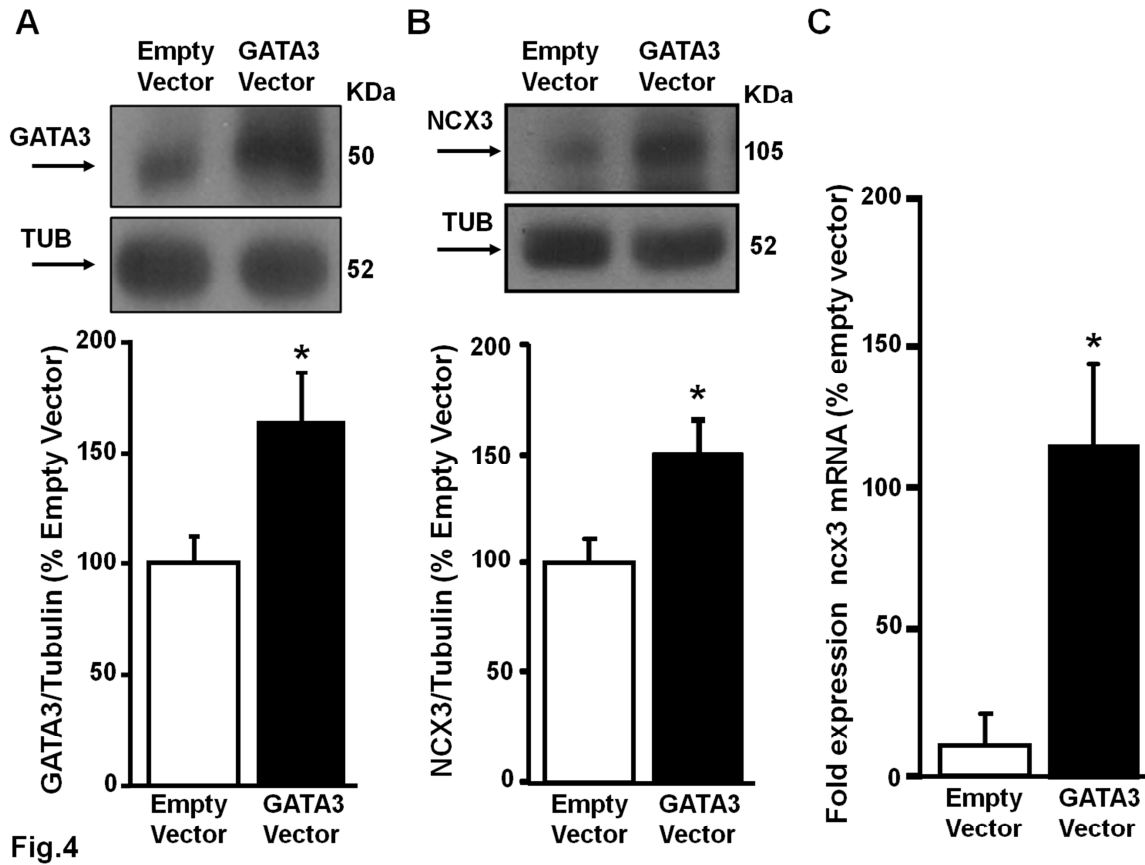 A
Empty Vector
GATA3 Vector
KDa
GATA3
50
TUB
52
GATA3/Tubulin (% Empty Vector)
200
150
100
50
0
*
Empty Vector
GATA3 Vector
B
Empty Vector
GATA3 Vector
KDa
NCX3
105
TUB
52
NCX3/Tubulin (% Empty Vector)
200
150
100
50
0
*
Empty Vector
GATA3 Vector
C
Fold expression ncx3 mRNA (% empty vector)
200
150
100
50
0
*
Empty Vector
GATA3 Vector
Fig.4